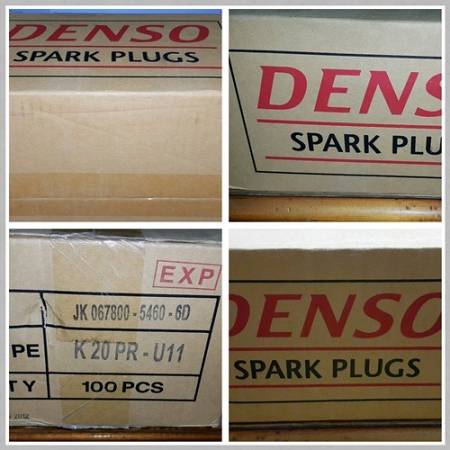 DENSO
SPARK PLUGS
DENS
SPARK PLU
EXP
JK 067800-5460-6D
PE K 20 PR - U11
TY 100 PCS
DENSO
SPARK PLUGS